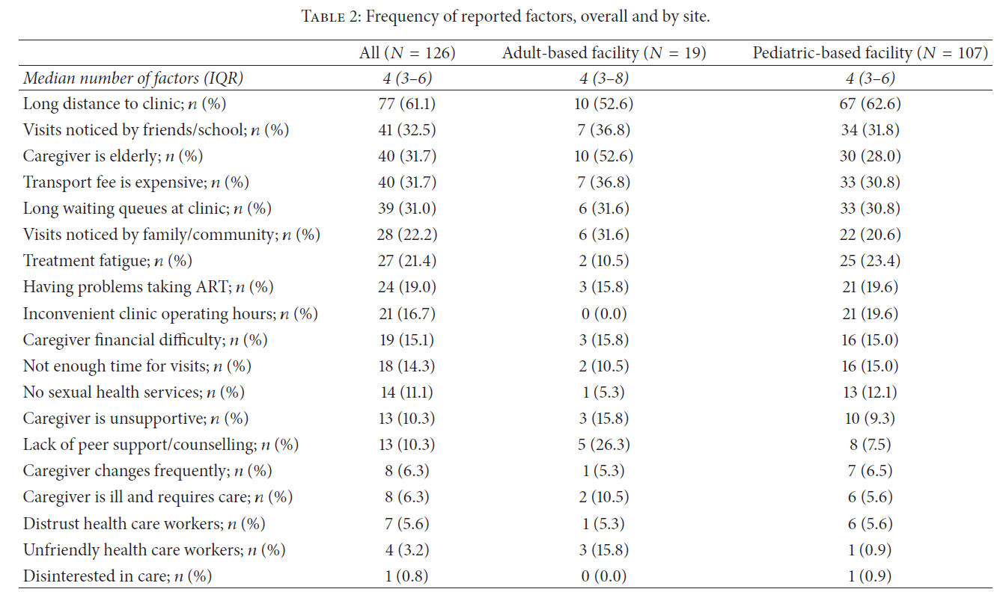 TABLE 2: Frequency of reported factors, overall and by site.
All (N = 126) Adult-based facility (N = 19) Pediatric-based facility (N = 107)
Median number of factors (IQR) 4 (3–6) 4 (3–8) 4 (3–6)
Long distance to clinic; n (%) 77 (61.1) 10 (52.6) 67 (62.6)
Visits noticed by friends/school; n (%) 41 (32.5) 7 (36.8) 34 (31.8)
Caregiver is elderly; n (%) 40 (31.7) 10 (52.6) 30 (28.0)
Transport fee is expensive; n (%) 40 (31.7) 7 (36.8) 33 (30.8)
Long waiting queues at clinic; n (%) 39 (31.0) 6 (31.6) 33 (30.8)
Visits noticed by family/community; n (%) 28 (22.2) 6 (31.6) 22 (20.6)
Treatment fatigue; n (%) 27 (21.4) 2 (10.5) 25 (23.4)
Having problems taking ART; n (%) 24 (19.0) 3 (15.8) 21 (19.6)
Inconvenient clinic operating hours; n (%) 21 (16.7) 0 (0.0) 21 (19.6)
Caregiver financial difficulty; n (%) 19 (15.1) 3 (15.8) 16 (15.0)
Not enough time for visits; n (%) 18 (14.3) 2 (10.5) 16 (15.0)
No sexual health services; n (%) 14 (11.1) 1 (5.3) 13 (12.1)
Caregiver is unsupportive; n (%) 13 (10.3) 3 (15.8) 10 (9.3)
Lack of peer support/counselling; n (%) 13 (10.3) 5 (26.3) 8 (7.5)
Caregiver changes frequently; n (%) 8 (6.3) 1 (5.3) 7 (6.5)
Caregiver is ill and requires care; n (%) 8 (6.3) 2 (10.5) 6 (5.6)
Distrust health care workers; n (%) 7 (5.6) 1 (5.3) 6 (5.6)
Unfriendly health care workers; n (%) 4 (3.2) 3 (15.8) 1 (0.9)
Disinterested in care; n (%) 1 (0.8) 0 (0.0) 1 (0.9)